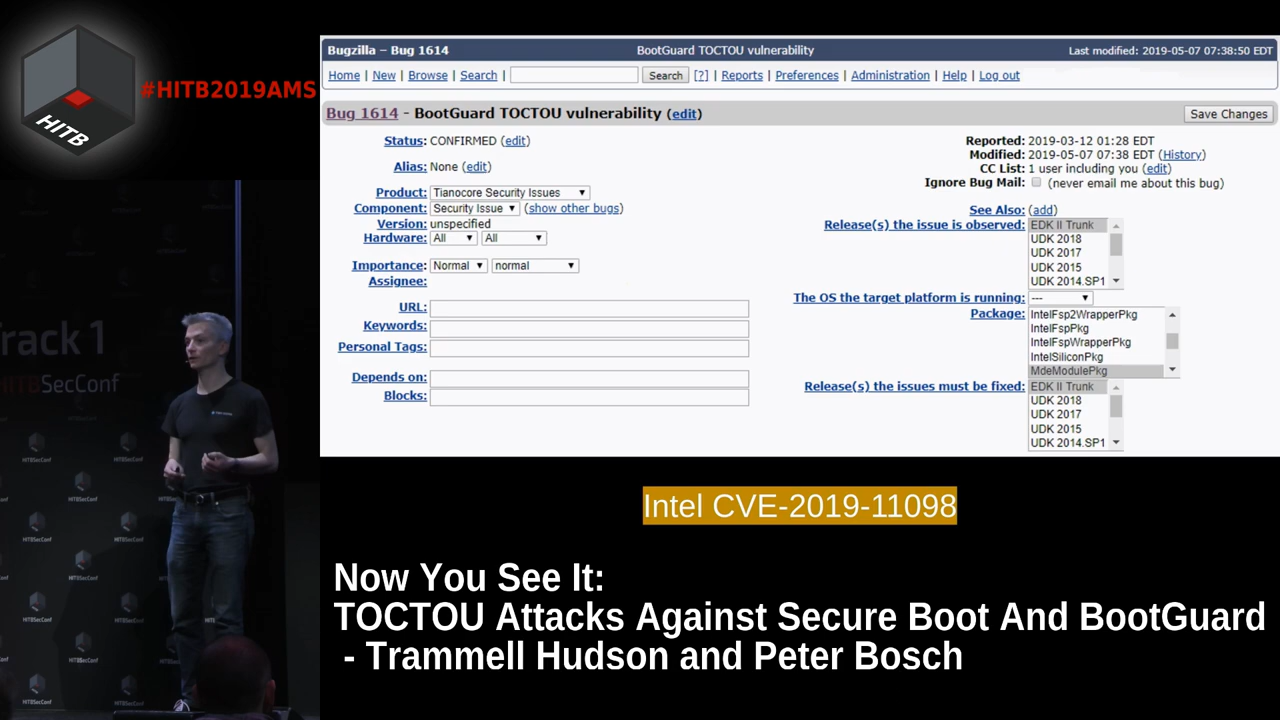 HITB
#HITB2019AMS
Track 1
HITBSecConf
Bugzilla – Bug 1614
BootGuard TOCTOU vulnerability
Last modified: 2019-05-07 07:38:50 EDT
Home | New | Browse | Search | Search [?] | Reports | Preferences | Administration | Help | Log out
Bug 1614 - BootGuard TOCTOU vulnerability (edit)
Save Changes
Status: CONFIRMED (edit)
Alias: None (edit)
Product: Tianocore Security Issues
Component: Security Issue (show other bugs)
Version: unspecified
Hardware: All All
Importance: Normal normal
Assignee:
URL:
Keywords:
Personal Tags:
Depends on:
Blocks:
Reported: 2019-03-12 01:28 EDT
Modified: 2019-05-07 07:38 EDT (History)
CC List: 1 user including you (edit)
Ignore Bug Mail: (never email me about this bug)
See Also: (add)
Release(s) the issue is observed: EDK II Trunk
UDK 2018
UDK 2017
UDK 2015
UDK 2014.SP1
The OS the target platform is running: ---
Package: IntelFsp2WrapperPkg
IntelFspPkg
IntelFspWrapperPkg
IntelSiliconPkg
MdeModulePkg
Release(s) the issues must be fixed: EDK II Trunk
UDK 2018
UDK 2017
UDK 2015
UDK 2014.SP1
Intel CVE-2019-11098
Now You See It:
TOCTOU Attacks Against Secure Boot And BootGuard
- Trammell Hudson and Peter Bosch